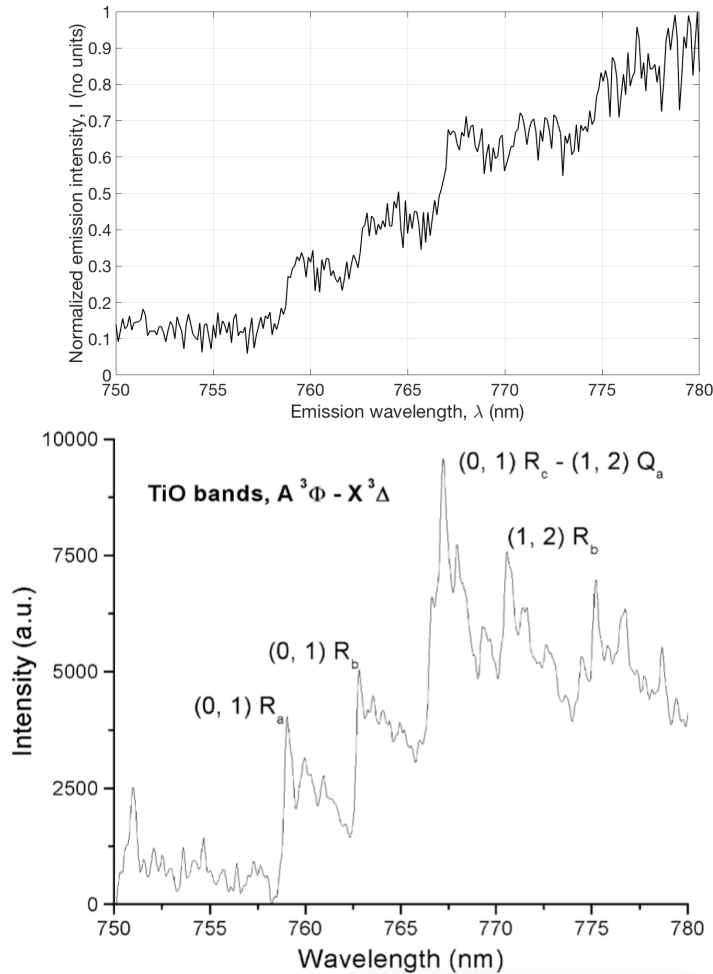 1
0.9
0.8
0.7
0.6
0.5
0.4
0.3
0.2
0.1
0
Normalized emission intensity, I (no units)
750 755 760 765 770 775 780
Emission wavelength, λ (nm)
10000
7500
5000
2500
0
Intensity (a.u.)
TiO bands, A ³Φ - X ³Δ
(0, 1) R_c - (1, 2) Q_a
(1, 2) R_b
(0, 1) R_b
(0, 1) R_a
750 755 760 765 770 775 780
Wavelength (nm)